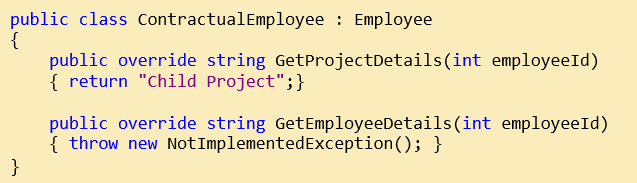 public class ContractualEmployee : Employee
{
    public override string GetProjectDetails(int employeeId)
    { return "Child Project";}

    public override string GetEmployeeDetails(int employeeId)
    { throw new NotImplementedException(); }
}